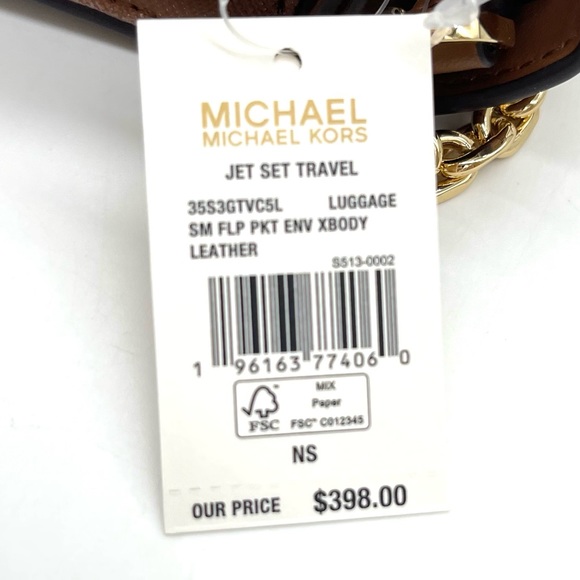 MICHAEL
MICHAEL KORS
JET SET TRAVEL
35S3GTVC5L LUGGAGE
SM FLP PKT ENV XBODY
LEATHER
S513-0002
1 96163 77406 0
FSC
MIX
Paper
FSC™ C012345
NS
OUR PRICE $398.00